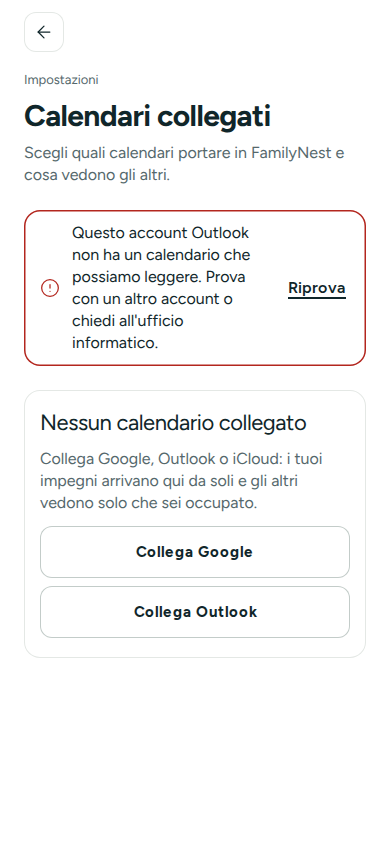 Impostazioni
Calendari collegati
Scegli quali calendari portare in FamilyNest e
cosa vedono gli altri.
Questo account Outlook
non ha un calendario che
possiamo leggere. Prova
con un altro account o
chiedi all'ufficio
informatico.
Riprova
Nessun calendario collegato
Collega Google, Outlook o iCloud: i tuoi
impegni arrivano qui da soli e gli altri
vedono solo che sei occupato.
Collega Google
Collega Outlook